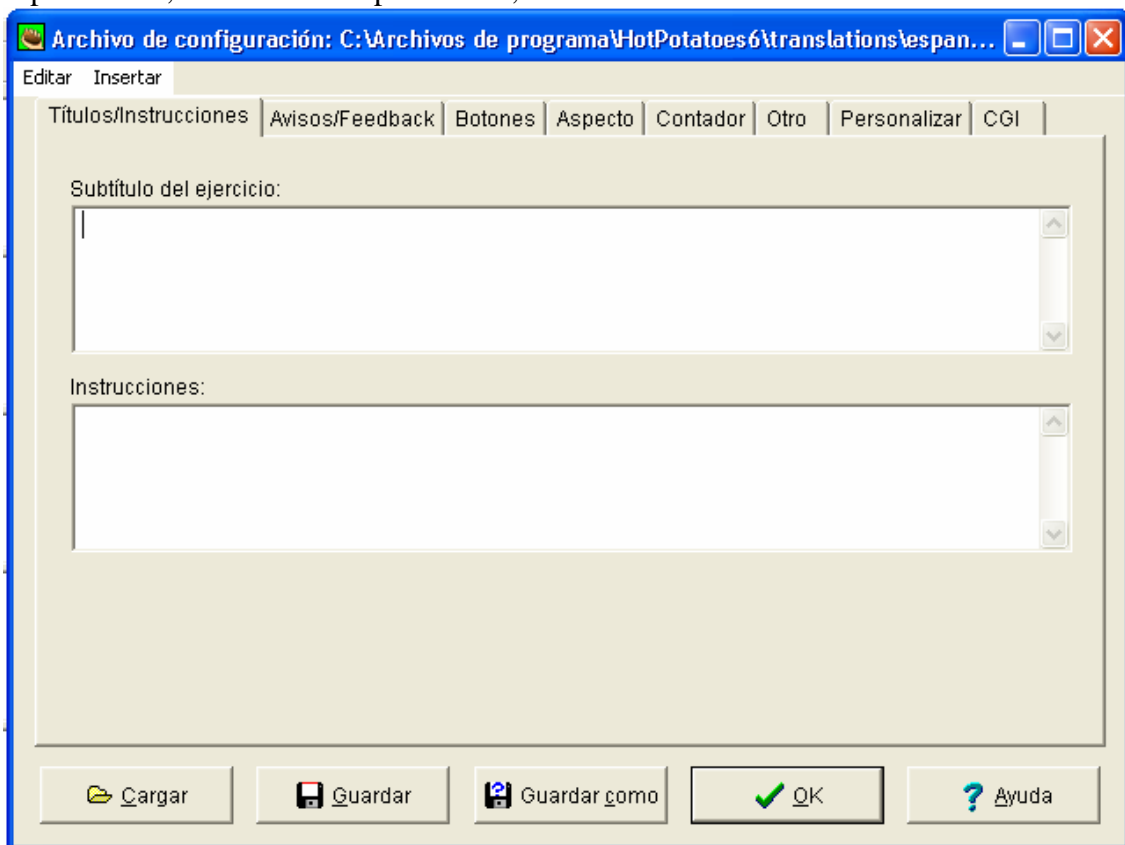 Archivo de configuración: C:\Archivos de programa\HotPotatoes6\translations\espan...
Editar Insertar
Títulos/Instrucciones Avisos/Feedback Botones Aspecto Contador Otro Personalizar CGI
Subtítulo del ejercicio:
Instrucciones:
Cargar Guardar Guardar como OK Ayuda